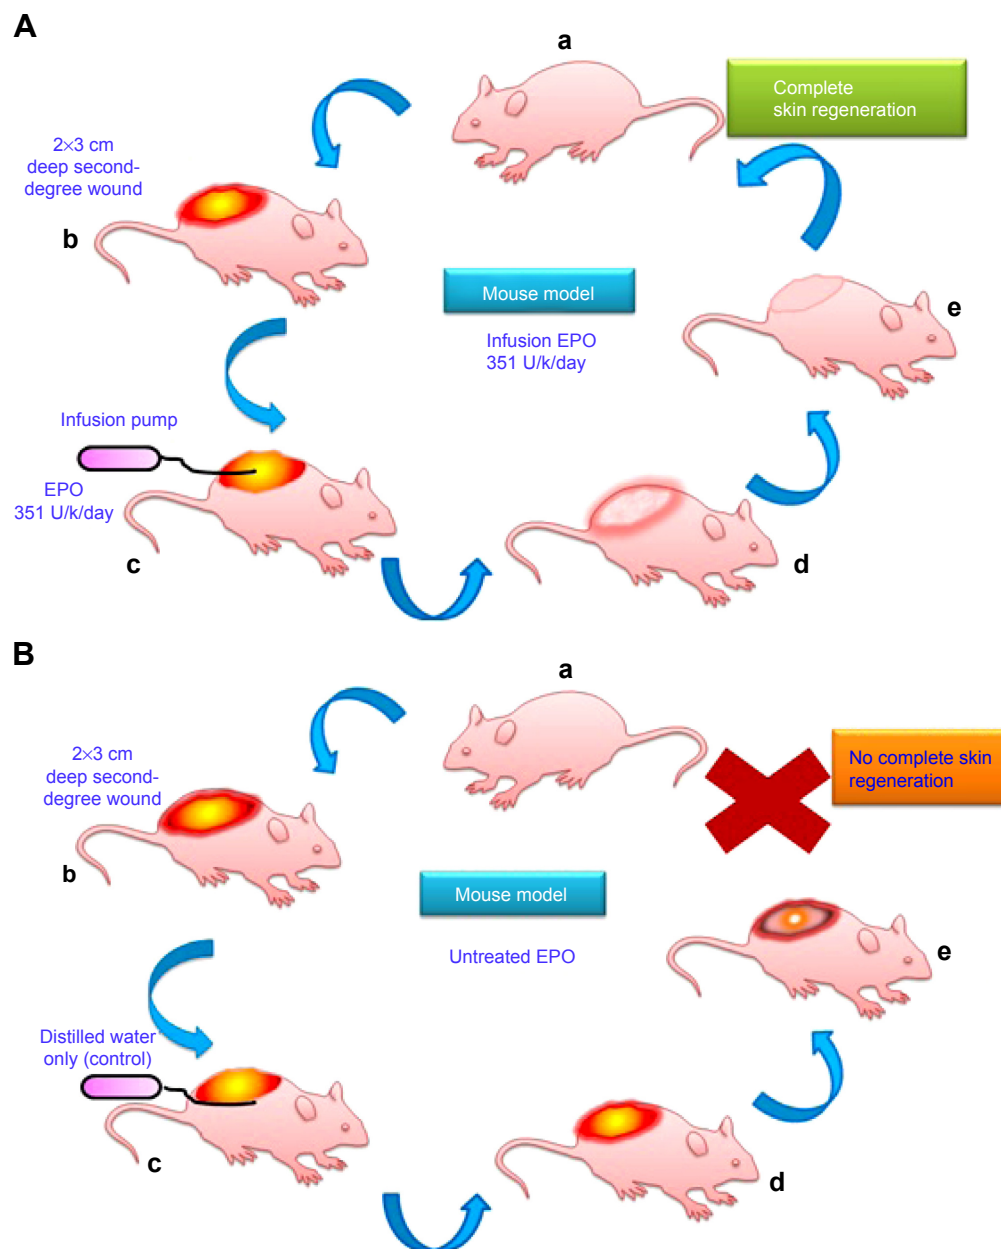 A
a
Complete
skin regeneration
2×3 cm
deep second-
degree wound
b
Mouse model
Infusion EPO
351 U/k/day
e
Infusion pump
EPO
351 U/k/day
c
d
B
a
No complete skin
regeneration
2×3 cm
deep second-
degree wound
b
Mouse model
Untreated EPO
e
Distilled water
only (control)
c
d